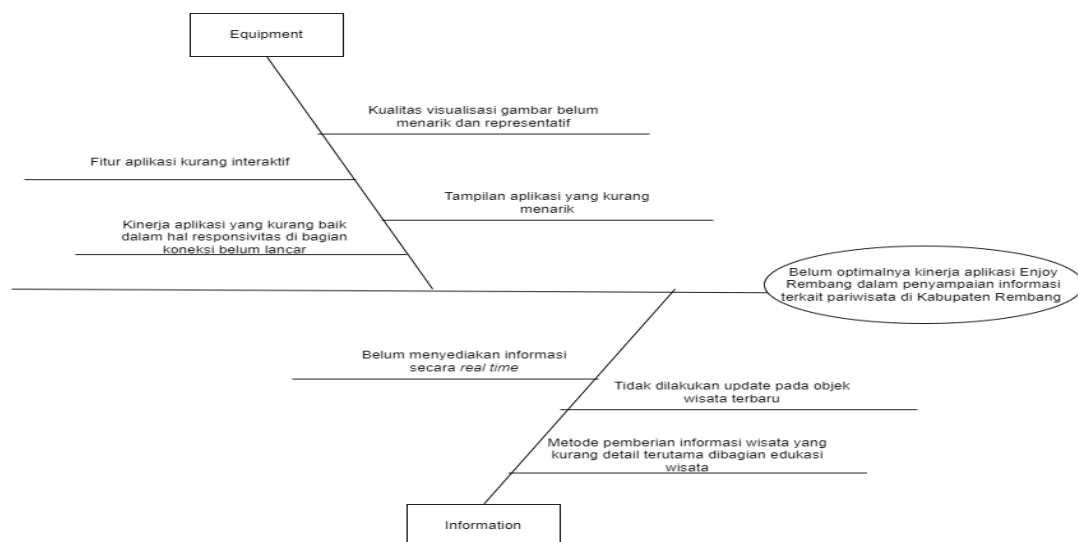 Equipment
Kualitas visualisasi gambar belum
menarik dan representatif
Fitur aplikasi kurang interaktif
Tampilan aplikasi yang kurang
menarik
Kinerja aplikasi yang kurang baik
dalam hal responsivitas di bagian
koneksi belum lancar
Belum optimalnya kinerja aplikasi Enjoy
Rembang dalam penyampaian informasi
terkait pariwisata di Kabupaten Rembang
Belum menyediakan informasi
secara real time
Tidak dilakukan update pada objek
wisata terbaru
Metode pemberian informasi wisata yang
kurang detail terutama dibagian edukasi
wisata
Information